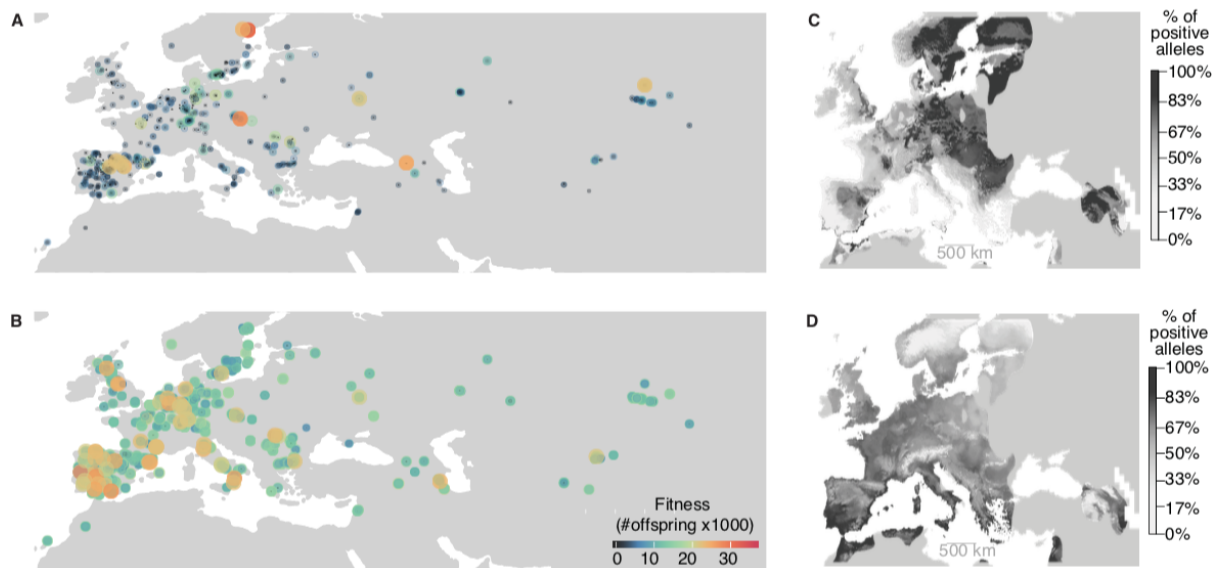 A
C
% of
positive
alleles
100%
83%
67%
50%
33%
17%
0%
500 km
B
Fitness
(#offspring x1000)
0 10 20 30
D
% of
positive
alleles
100%
83%
67%
50%
33%
17%
0%
500 km